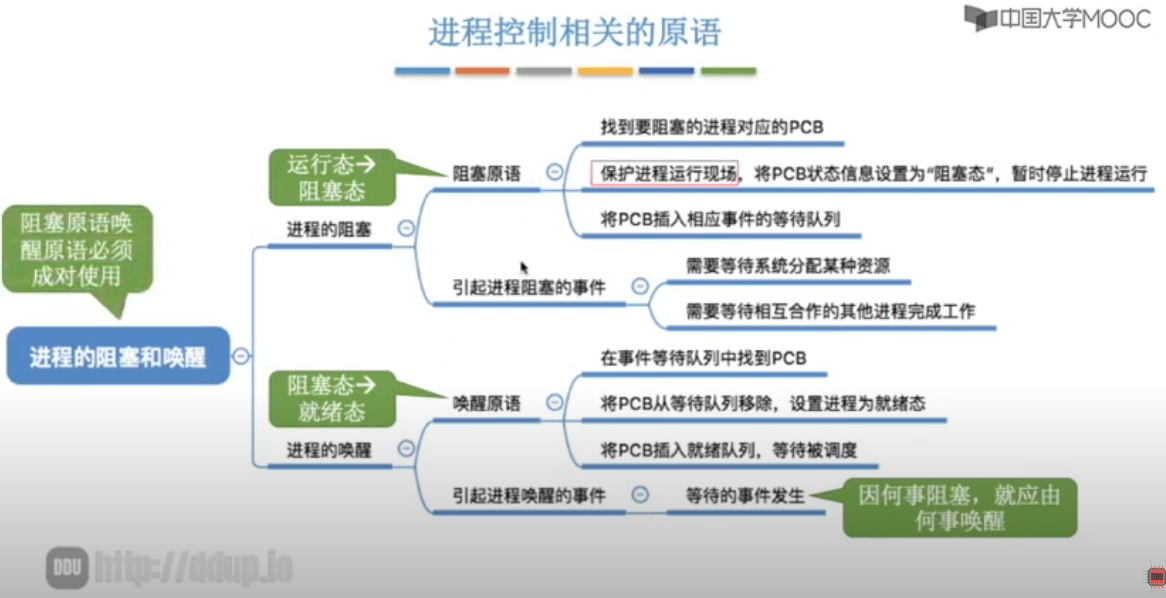 进程控制相关的原语
中国大学MOOC
找到要阻塞的进程对应的PCB
运行态→
阻塞态
阻塞原语
保护进程运行现场，将PCB状态信息设置为“阻塞态”，暂时停止进程运行
将PCB插入相应事件的等待队列
进程的阻塞
阻塞原语唤
醒原语必须
成对使用
引起进程阻塞的事件
需要等待系统分配某种资源
需要等待相互合作的其他进程完成工作
进程的阻塞和唤醒
在事件等待队列中找到PCB
阻塞态→
就绪态
唤醒原语
将PCB从等待队列移除，设置进程为就绪态
将PCB插入就绪队列，等待被调度
进程的唤醒
引起进程唤醒的事件
等待的事件发生
因何事阻塞，就应由
何事唤醒
DDU http://ddup.io
DDU